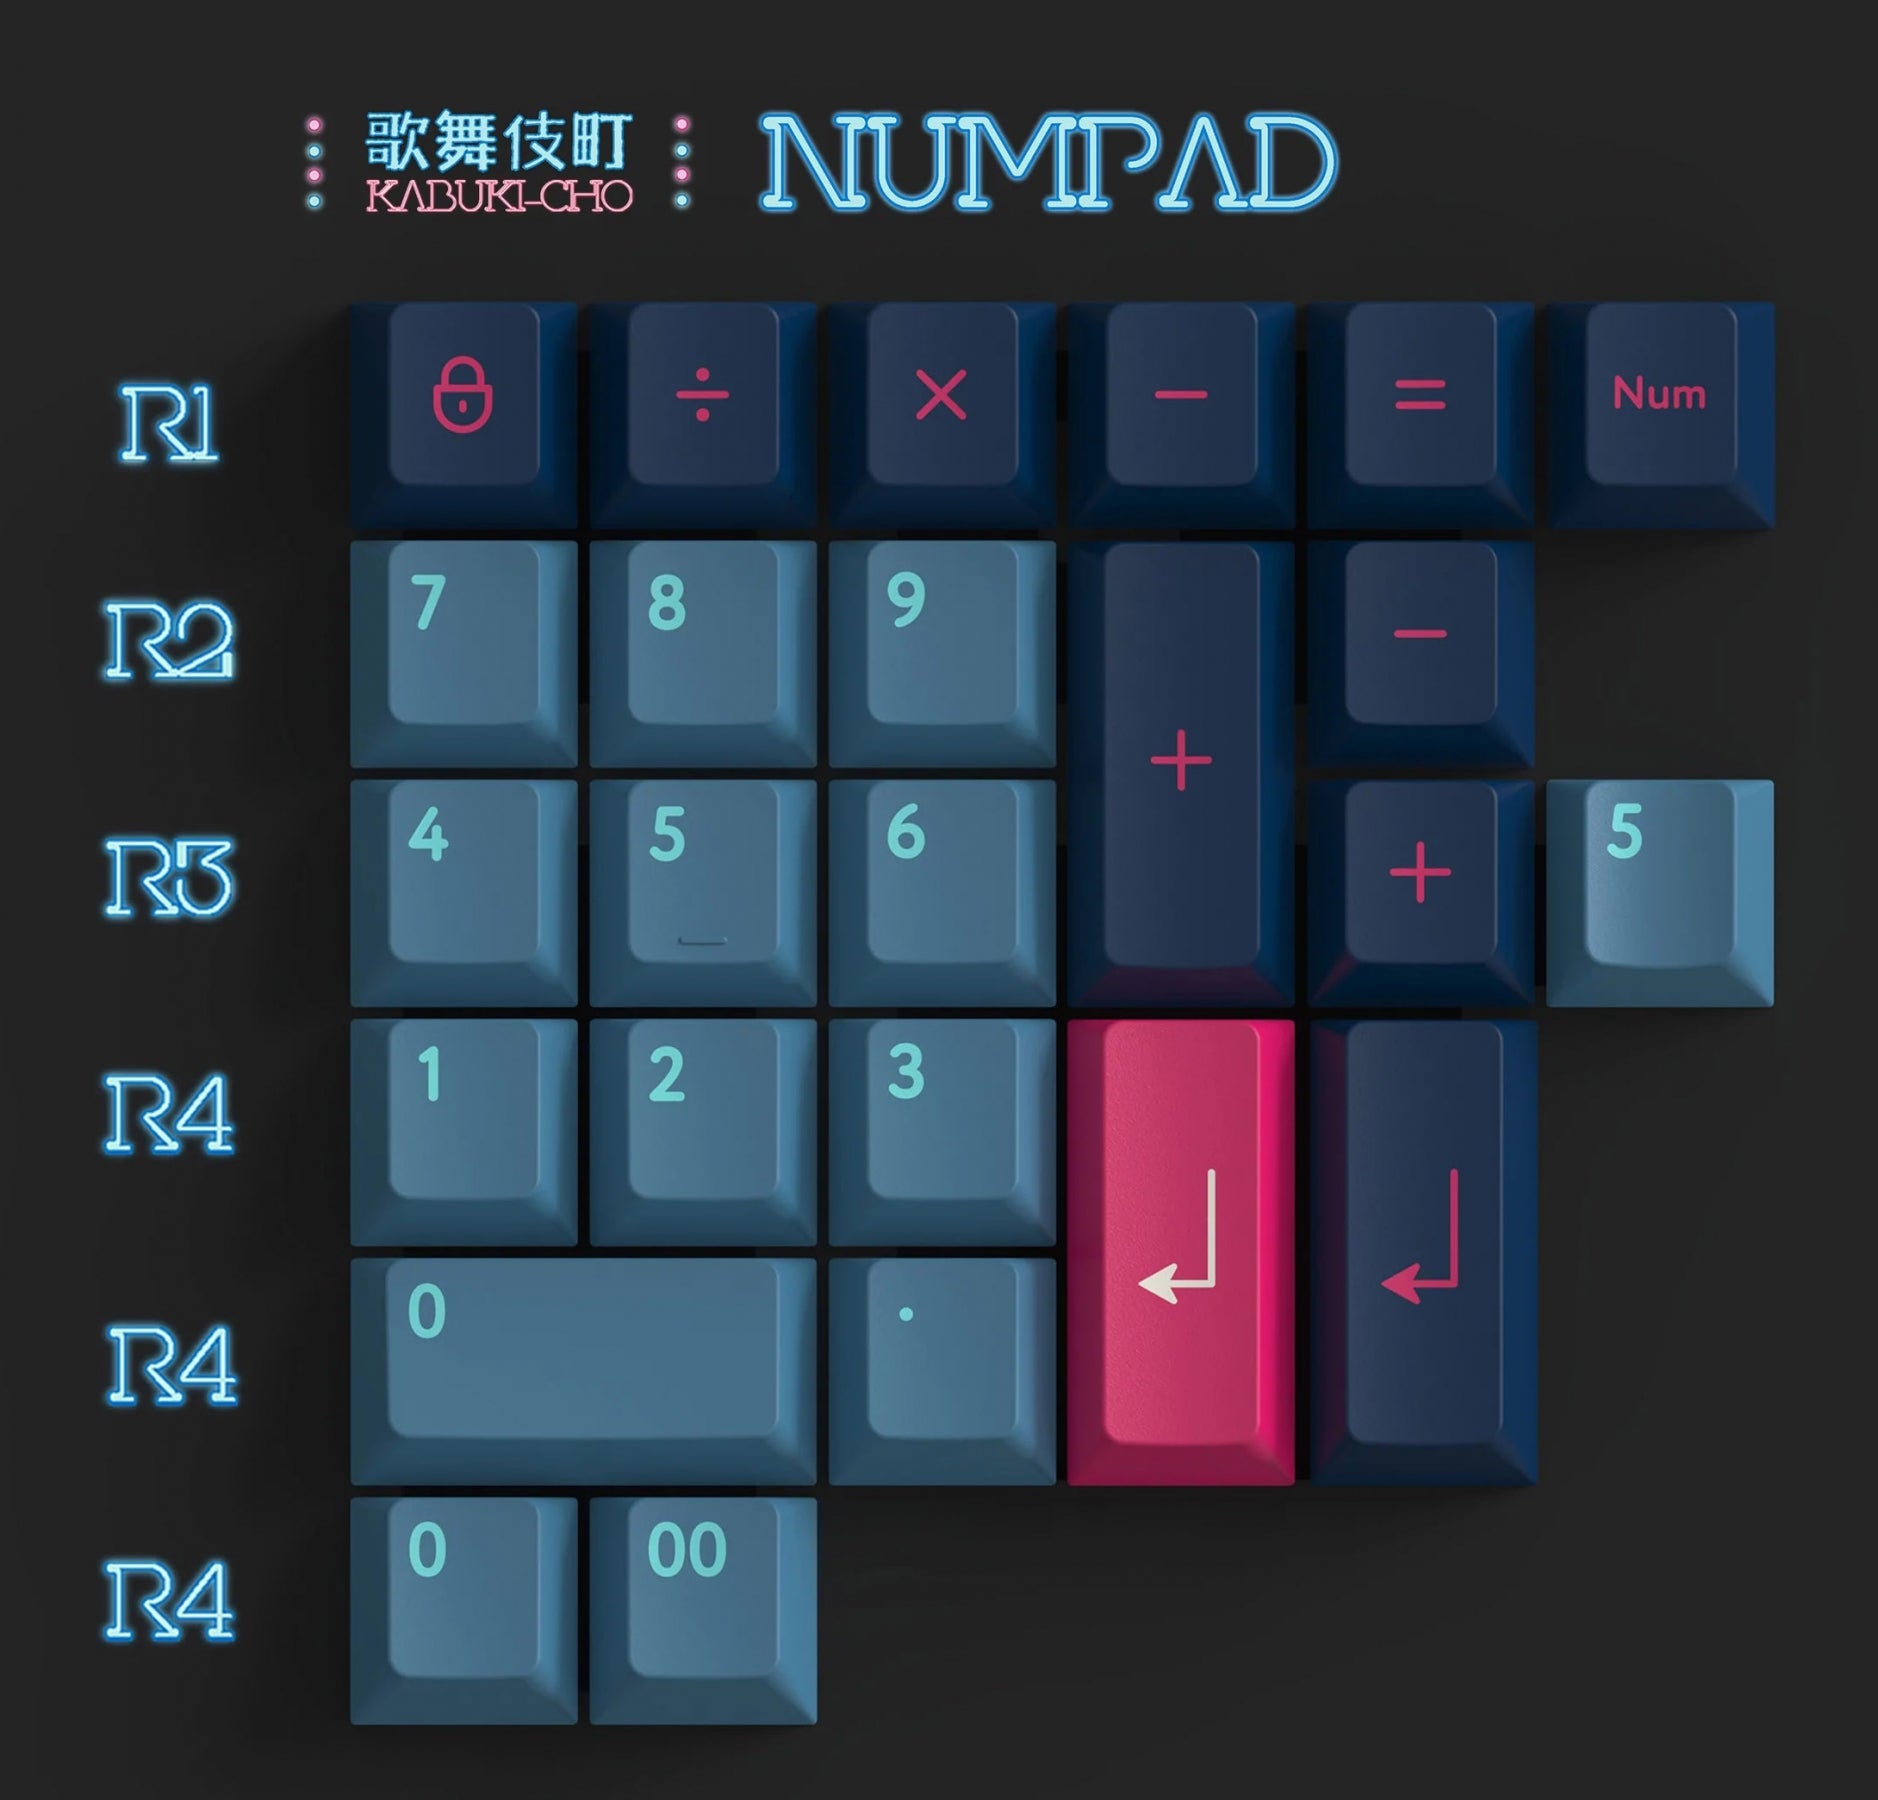 歌舞伎町
KABUKI-CHO
NUMPAD
R1
÷ × − = Num
R2
7 8 9 + −
R3
4 5 6 + 5
R4
1 2 3
R4
0 .
R4
0 00